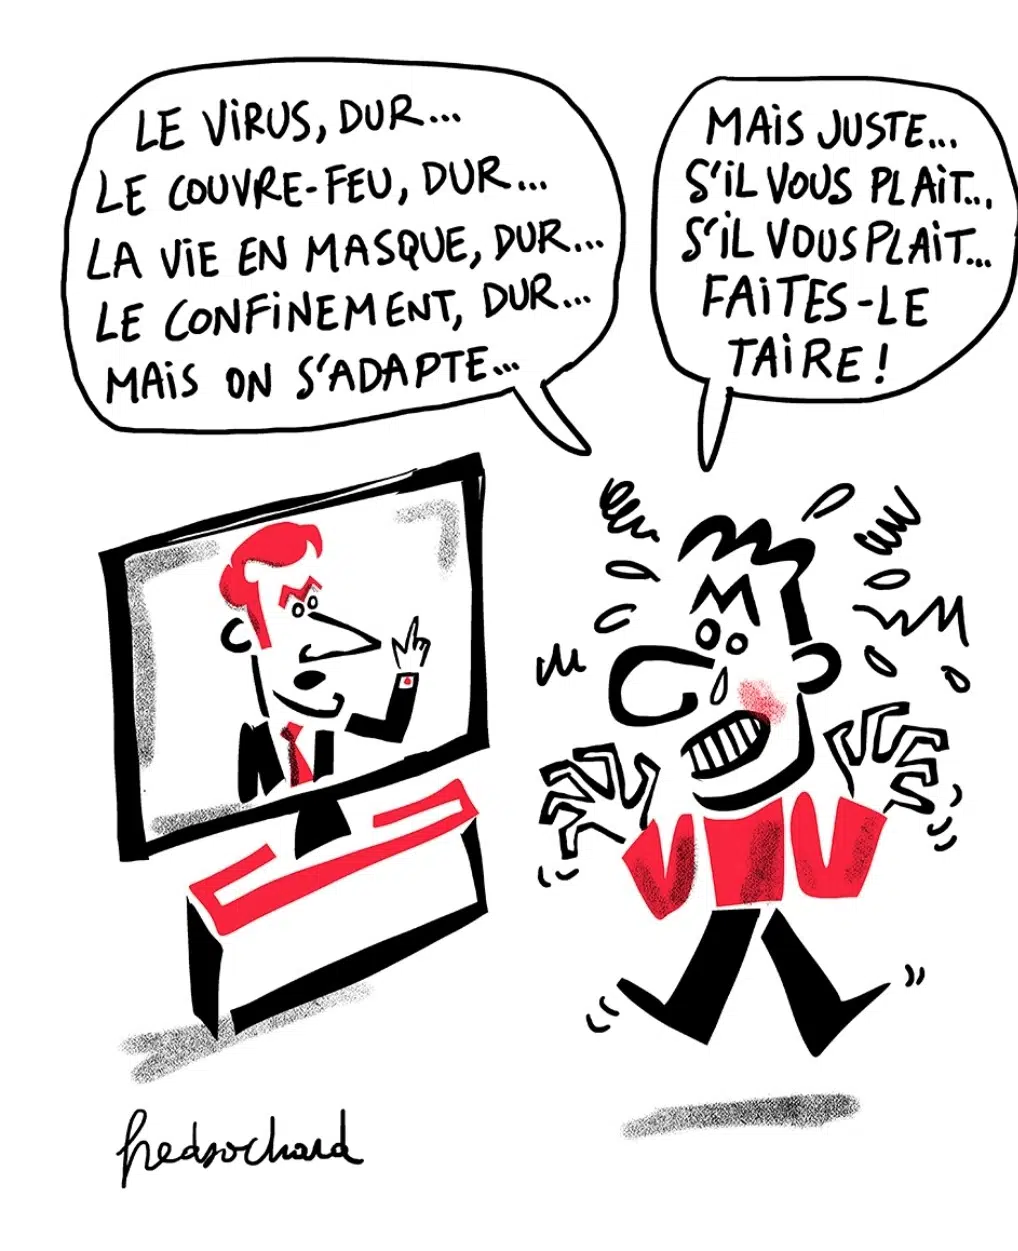 LE ViRUS, DUR...
LE COUVRE-FEU, DUR...
LA ViE EN MASQUE, DUR...
LE CONFiNEMENT, DUR...
MAiS ON S'ADAPTE...
MAiS JUSTE...
S'iL VOUS PLAiT...
S'iL VOUS PLAiT...
FAiTES-LE
TAiRE!
fredsochard